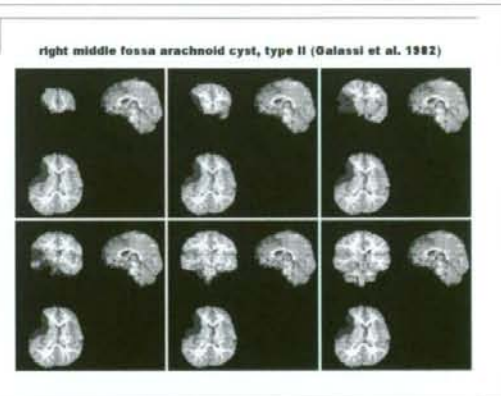 right middle fossa arachnoid cyst, type II (Galassi et al. 1982)